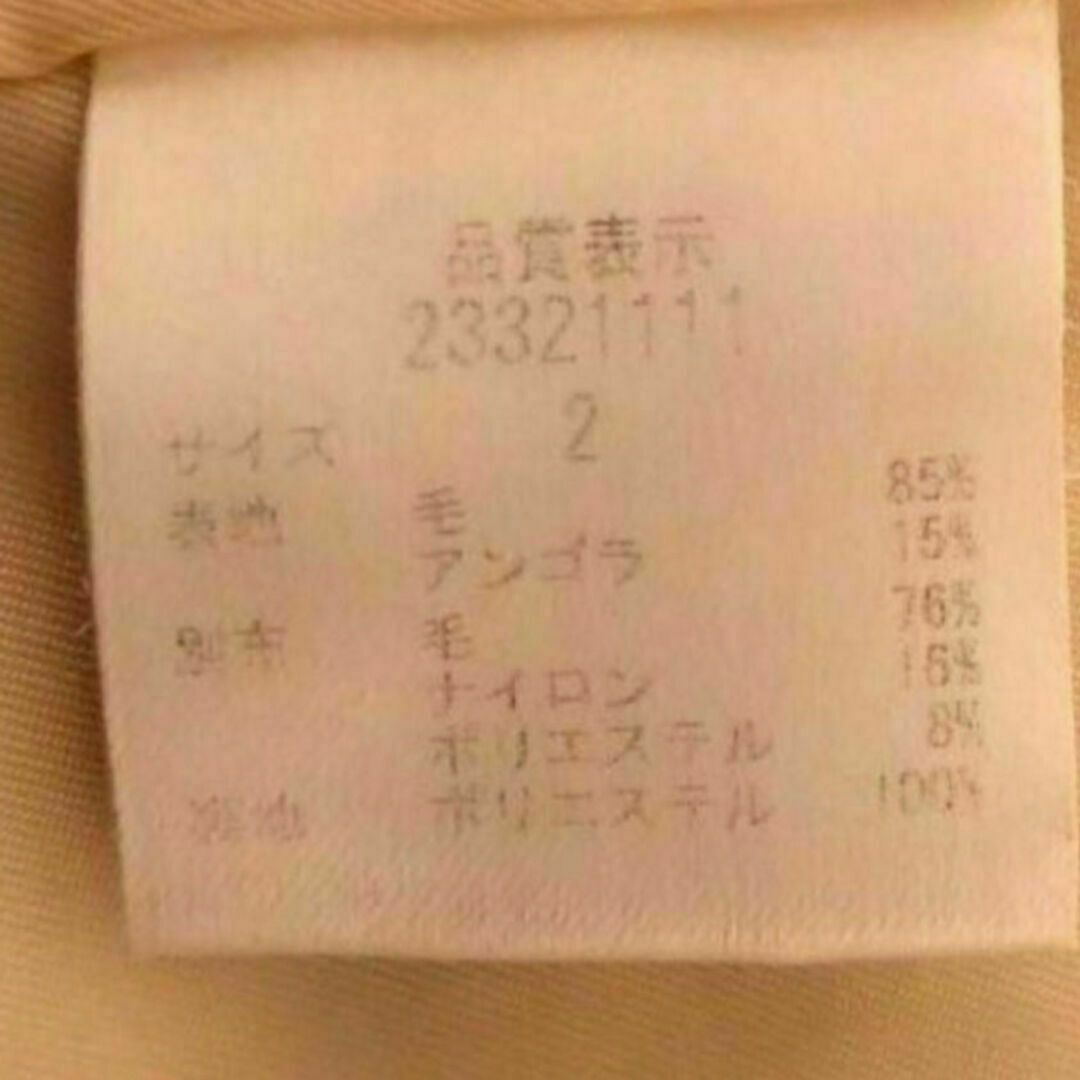 品質表示
23321111
サイズ 2
表地 毛 85%
アンゴラ 15%
別布 毛 76%
ナイロン 16%
ポリエステル 8%
裏地 ポリエステル 100%